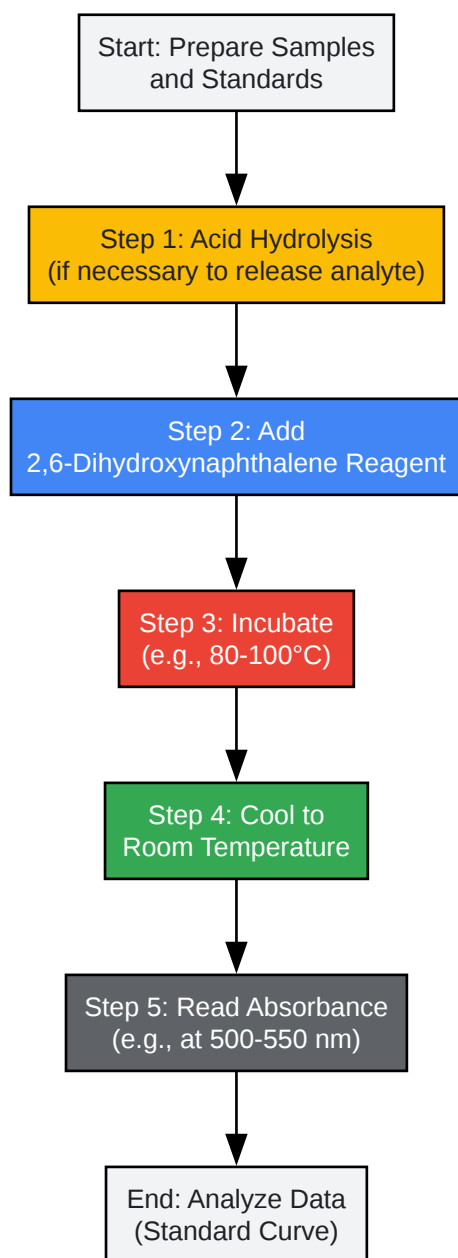 Start: Prepare Samples
and Standards
Step 1: Acid Hydrolysis
(if necessary to release analyte)
Step 2: Add
2,6-Dihydroxynaphthalene Reagent
Step 3: Incubate
(e.g., 80-100°C)
Step 4: Cool to
Room Temperature
Step 5: Read Absorbance
(e.g., at 500-550 nm)
End: Analyze Data
(Standard Curve)